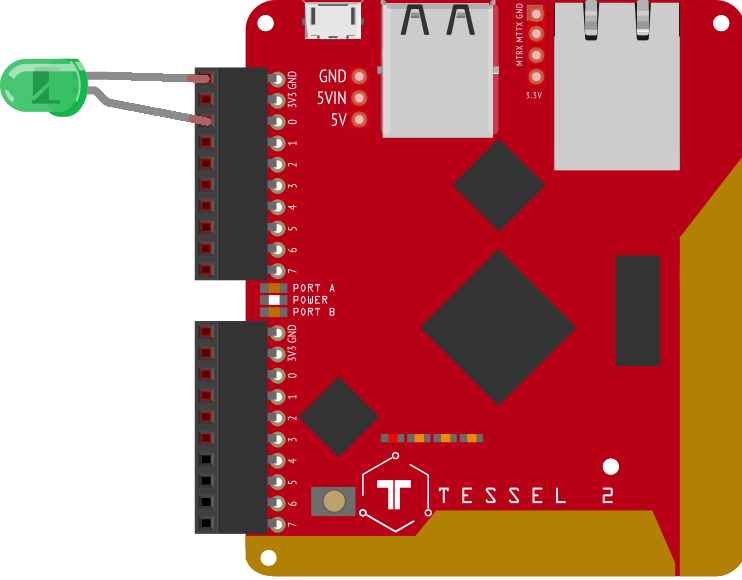 GND
MTTX
MTRX
3.3V
GND
5VIN
5V
GND
3V3
0
1
2
3
4
5
6
7
PORT A
POWER
PORT B
GND
3V3
0
1
2
3
4
5
6
7
TESSEL 2